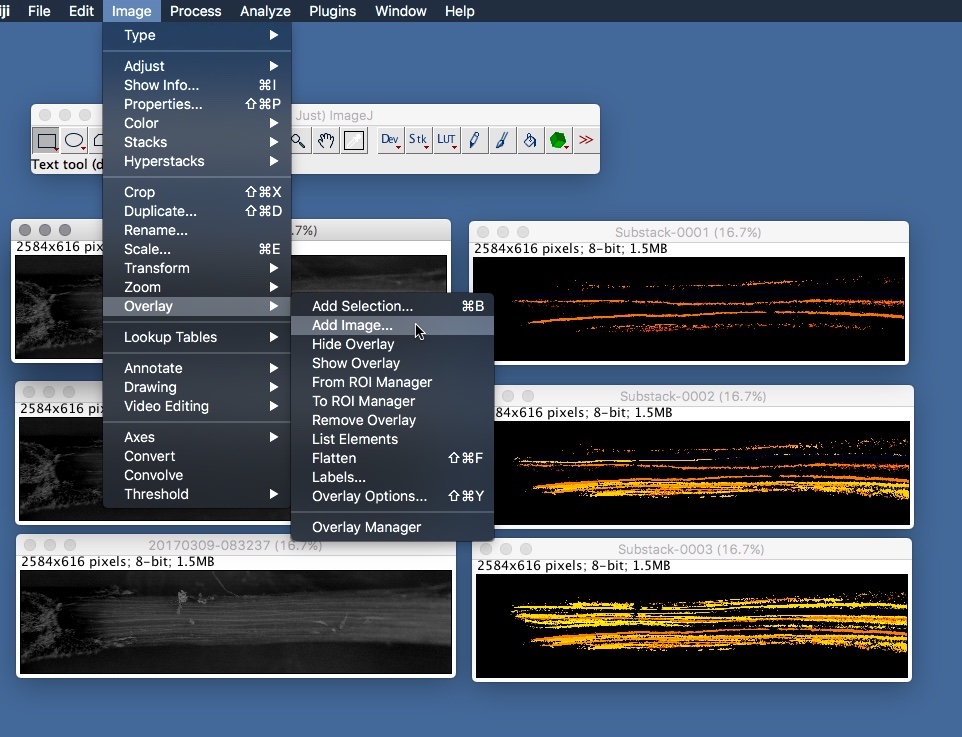 File Edit Image Process Analyze Plugins Window Help
Type
Adjust
Show Info... ⌘I
Properties... ⇧⌘P
Color
Stacks
Hyperstacks
Crop ⇧⌘X
Duplicate... ⇧⌘D
Rename...
Scale... ⌘E
Transform
Zoom
Overlay
Lookup Tables
Annotate
Drawing
Video Editing
Axes
Convert
Convolve
Threshold
Add Selection... ⌘B
Add Image...
Hide Overlay
Show Overlay
From ROI Manager
To ROI Manager
Remove Overlay
List Elements
Flatten ⇧⌘F
Labels...
Overlay Options... ⇧⌘Y
Overlay Manager
Just) ImageJ
Dev Stk LUT
Text tool (d
.7%)
2584x616 pix
Substack-0001 (16.7%)
2584x616 pixels; 8-bit; 1.5MB
2584x616 pi
Substack-0002 (16.7%)
84x616 pixels; 8-bit; 1.5MB
20170309-083237 (16.7%)
2584x616 pixels; 8-bit; 1.5MB
Substack-0003 (16.7%)
2584x616 pixels; 8-bit; 1.5MB